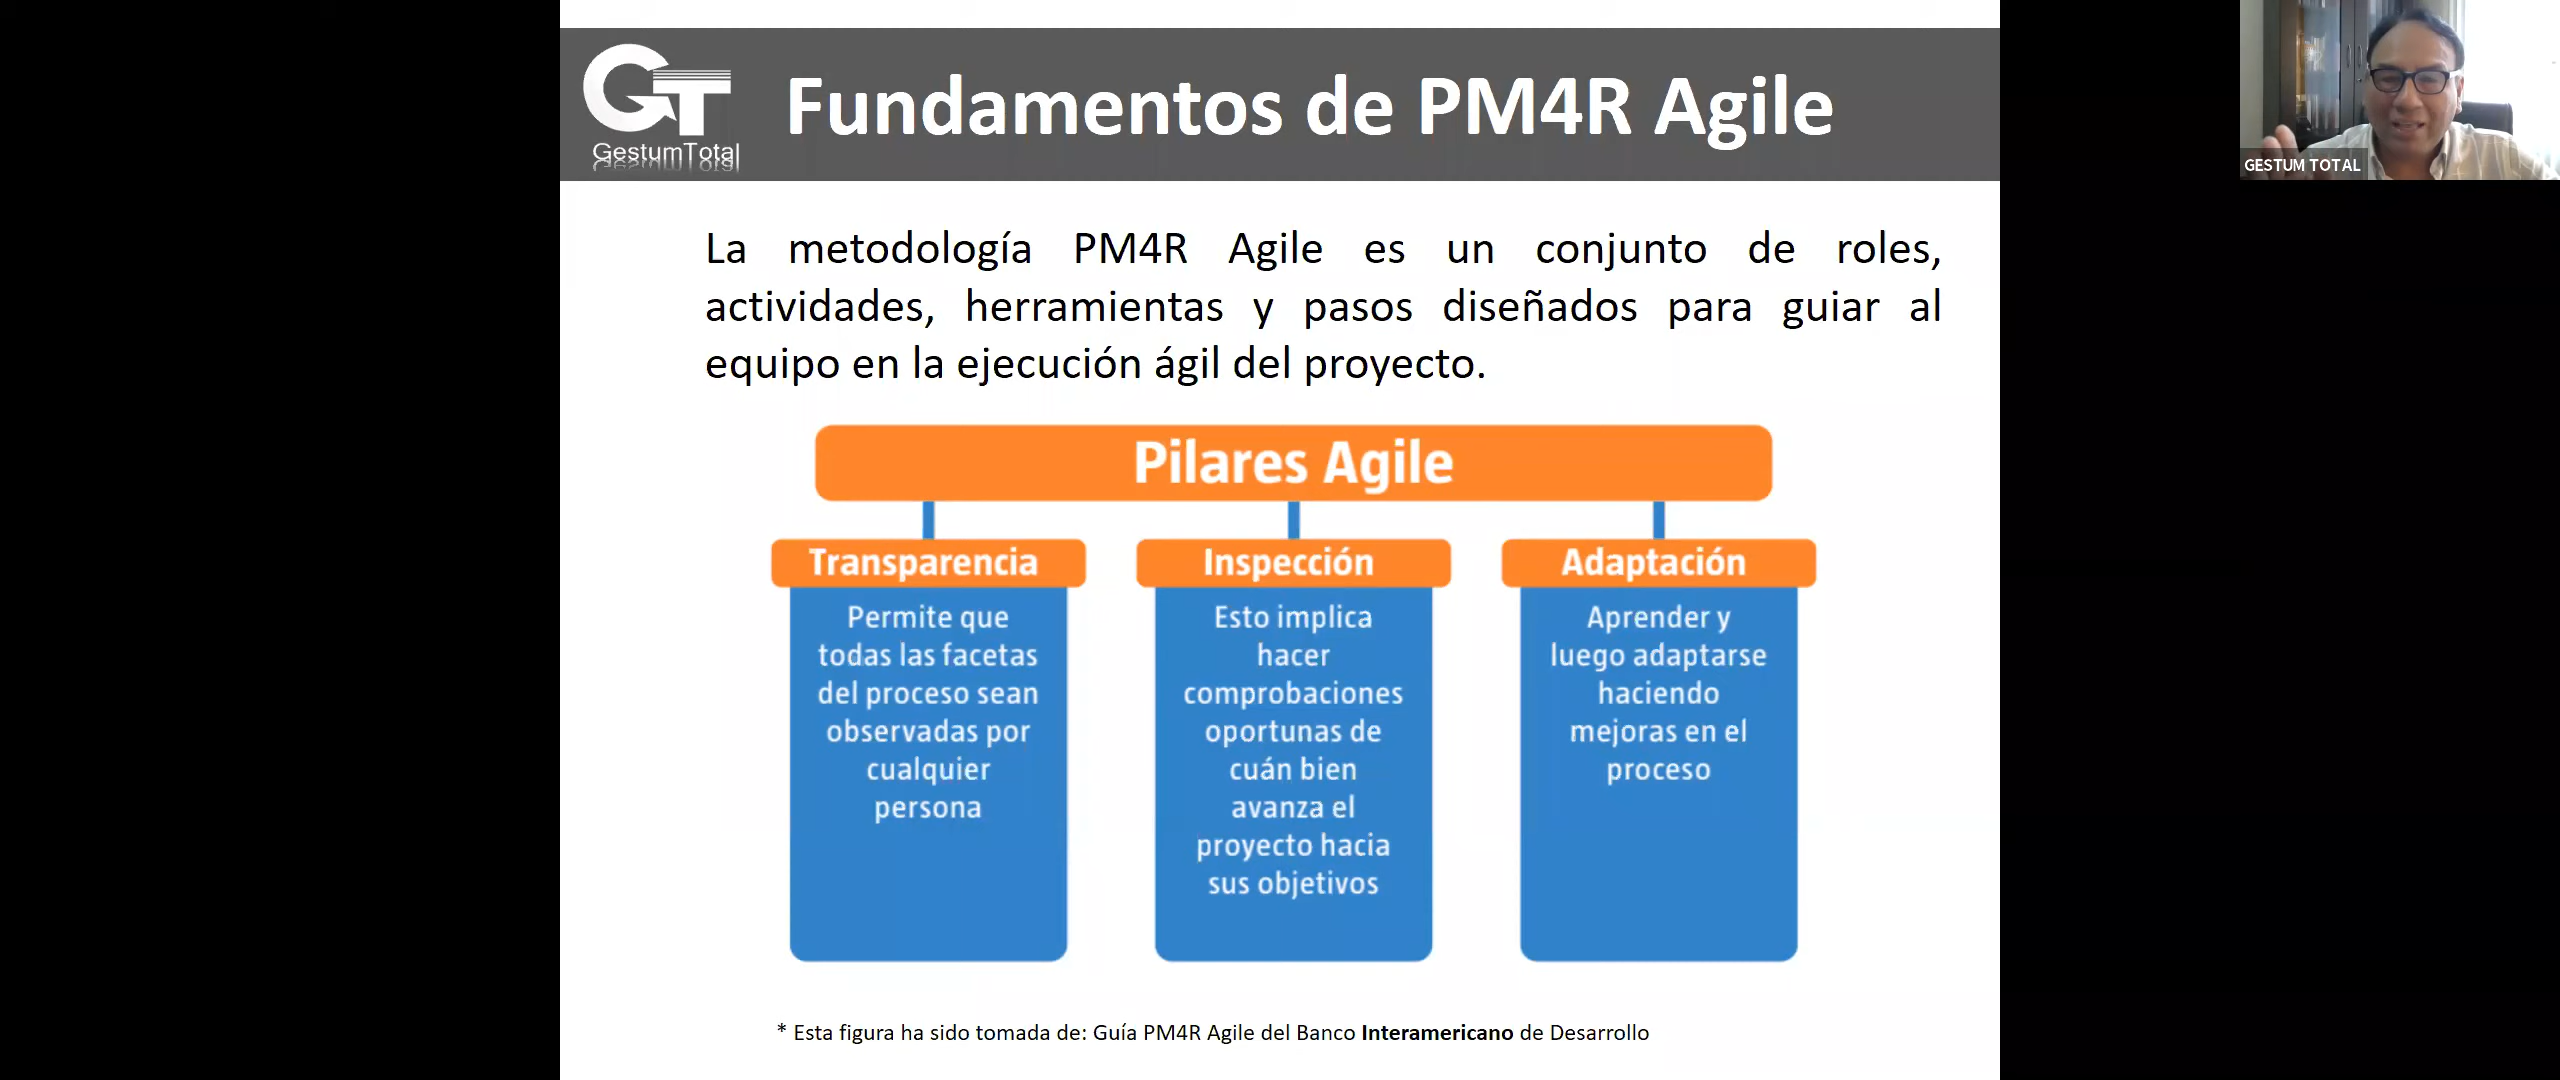 GT
GestumTotal
Fundamentos de PM4R Agile
GESTUM TOTAL
La metodología PM4R Agile es un conjunto de roles,
actividades, herramientas y pasos diseñados para guiar al
equipo en la ejecución ágil del proyecto.
Pilares Agile
Transparencia
Permite que
todas las facetas
del proceso sean
observadas por
cualquier
persona
Inspección
Esto implica
hacer
comprobaciones
oportunas de
cuán bien
avanza el
proyecto hacia
sus objetivos
Adaptación
Aprender y
luego adaptarse
haciendo
mejoras en el
proceso
* Esta figura ha sido tomada de: Guía PM4R Agile del Banco Interamericano de Desarrollo